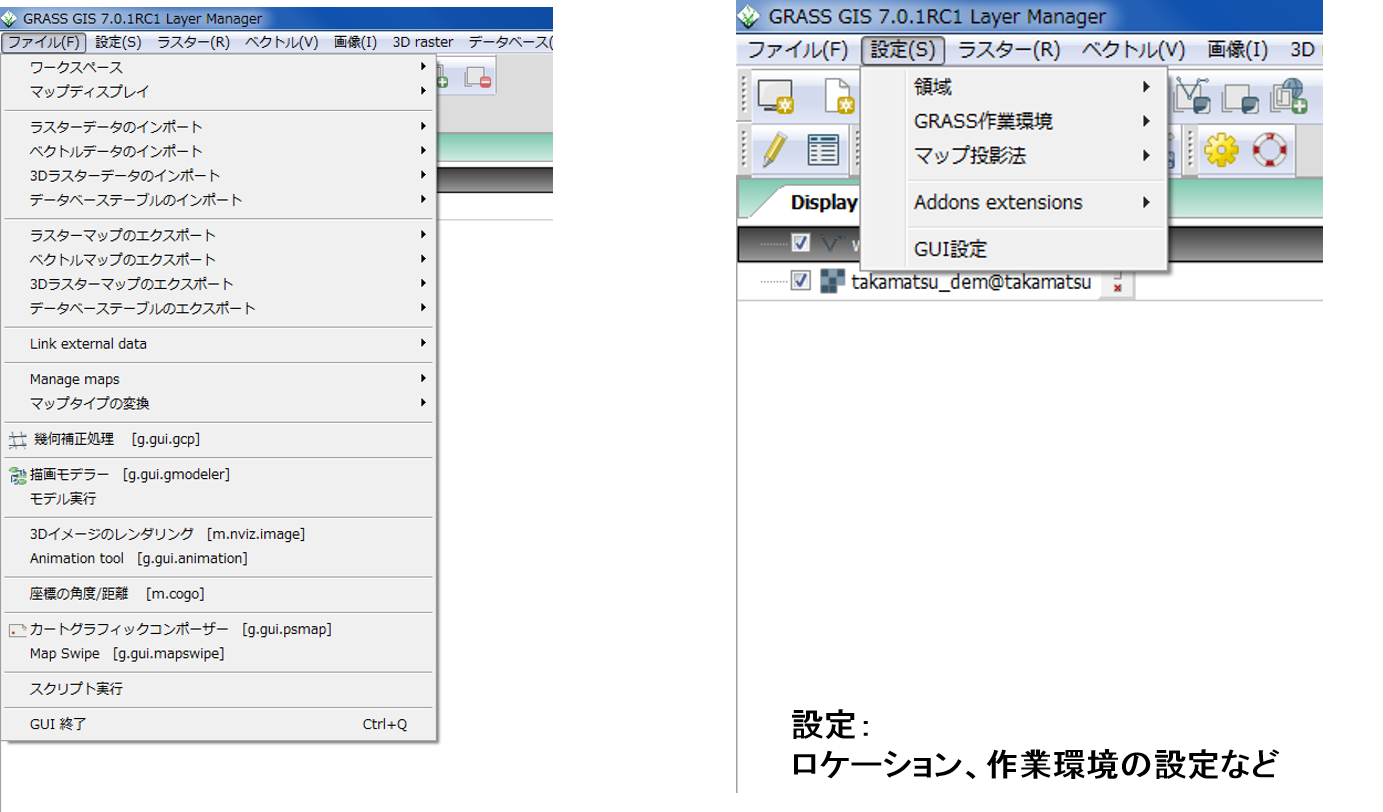 GRASS GIS 7.0.1RC1 Layer Manager
ファイル(F) 設定(S) ラスター(R) ベクトル(V) 画像(I) 3D raster データベース(
ワークスペース
マップディスプレイ
ラスターデータのインポート
ベクトルデータのインポート
3Dラスターデータのインポート
データベーステーブルのインポート
ラスターマップのエクスポート
ベクトルマップのエクスポート
3Dラスターマップのエクスポート
データベーステーブルのエクスポート
Link external data
Manage maps
マップタイプの変換
幾何補正処理 [g.gui.gcp]
描画モデラー [g.gui.gmodeler]
モデル実行
3Dイメージのレンダリング [m.nviz.image]
Animation tool [g.gui.animation]
座標の角度/距離 [m.cogo]
カートグラフィックコンポーザー [g.gui.psmap]
Map Swipe [g.gui.mapswipe]
スクリプト実行
GUI 終了 Ctrl+Q
GRASS GIS 7.0.1RC1 Layer Manager
ファイル(F) 設定(S) ラスター(R) ベクトル(V) 画像(I) 3D
領域
GRASS作業環境
マップ投影法
Addons extensions
GUI設定
Display
takamatsu_dem@takamatsu
設定：
ロケーション、作業環境の設定など